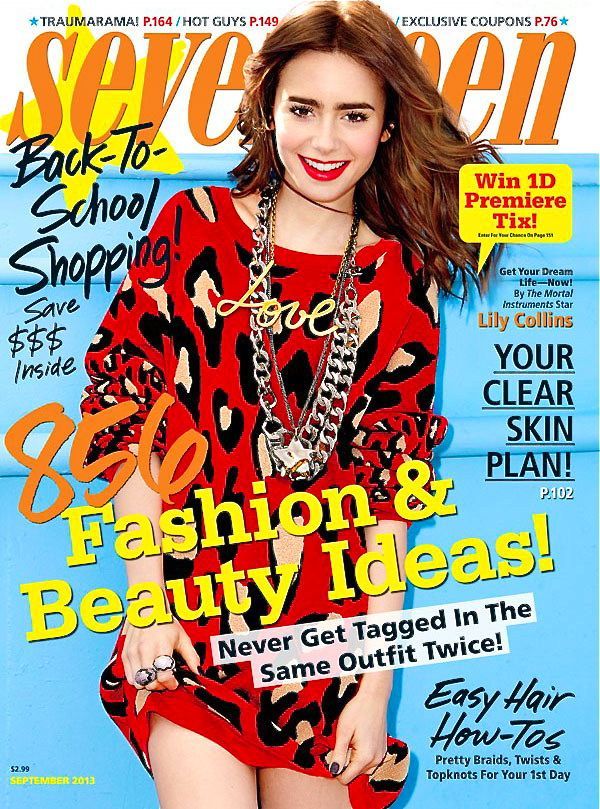 ★TRAUMARAMA! P.164 / HOT GUYS P.149 / EXCLUSIVE COUPONS P.76★
seventeen
Back-To-
School
Shopping!
Save
$$$
Inside
Win 1D
Premiere
Tix!
Enter For Your Chance On Page 151
Get Your Dream
Life—Now!
By The Mortal
Instruments Star
Lily Collins
YOUR
CLEAR
SKIN
PLAN!
P.102
Love
856
Fashion &
Beauty Ideas!
Never Get Tagged In The
Same Outfit Twice!
Easy Hair
How-Tos
Pretty Braids, Twists &
Topknots For Your 1st Day
$2.99
SEPTEMBER 2013